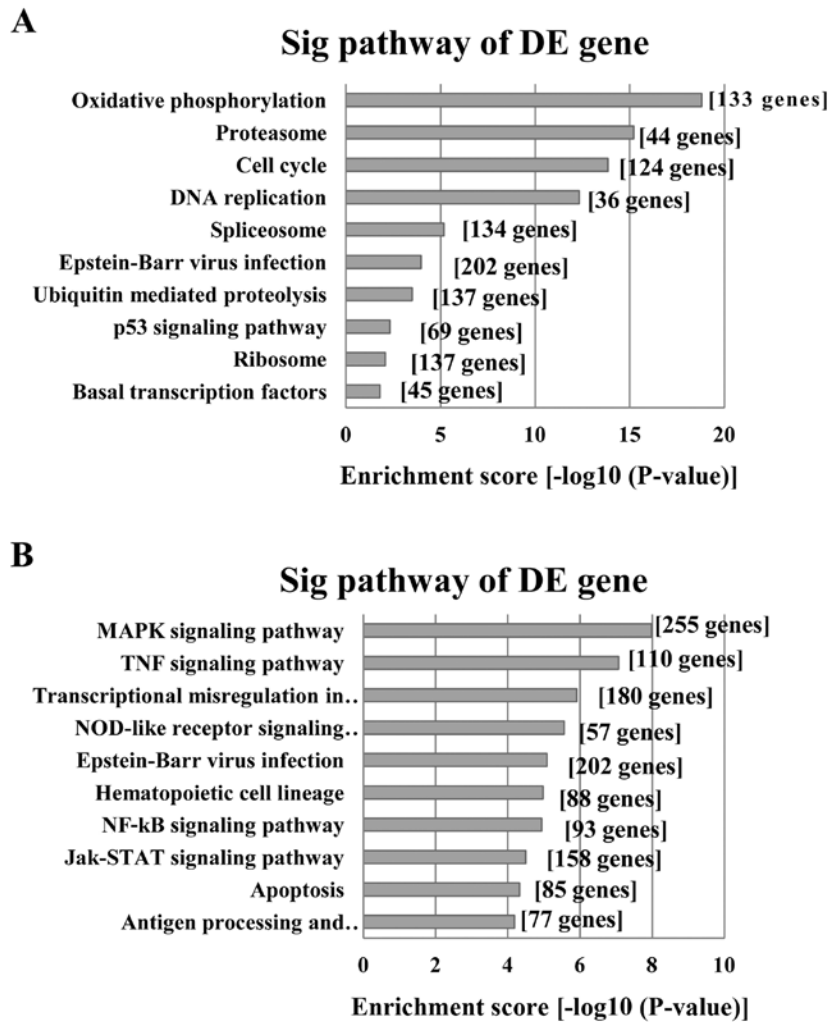 A
Sig pathway of DE gene
Oxidative phosphorylation [133 genes]
Proteasome [44 genes]
Cell cycle [124 genes]
DNA replication [36 genes]
Spliceosome [134 genes]
Epstein-Barr virus infection [202 genes]
Ubiquitin mediated proteolysis [137 genes]
p53 signaling pathway [69 genes]
Ribosome [137 genes]
Basal transcription factors [45 genes]
0 5 10 15 20
Enrichment score [-log10 (P-value)]
B
Sig pathway of DE gene
MAPK signaling pathway [255 genes]
TNF signaling pathway [110 genes]
Transcriptional misregulation in.. [180 genes]
NOD-like receptor signaling.. [57 genes]
Epstein-Barr virus infection [202 genes]
Hematopoietic cell lineage [88 genes]
NF-kB signaling pathway [93 genes]
Jak-STAT signaling pathway [158 genes]
Apoptosis [85 genes]
Antigen processing and.. [77 genes]
0 2 4 6 8 10
Enrichment score [-log10 (P-value)]